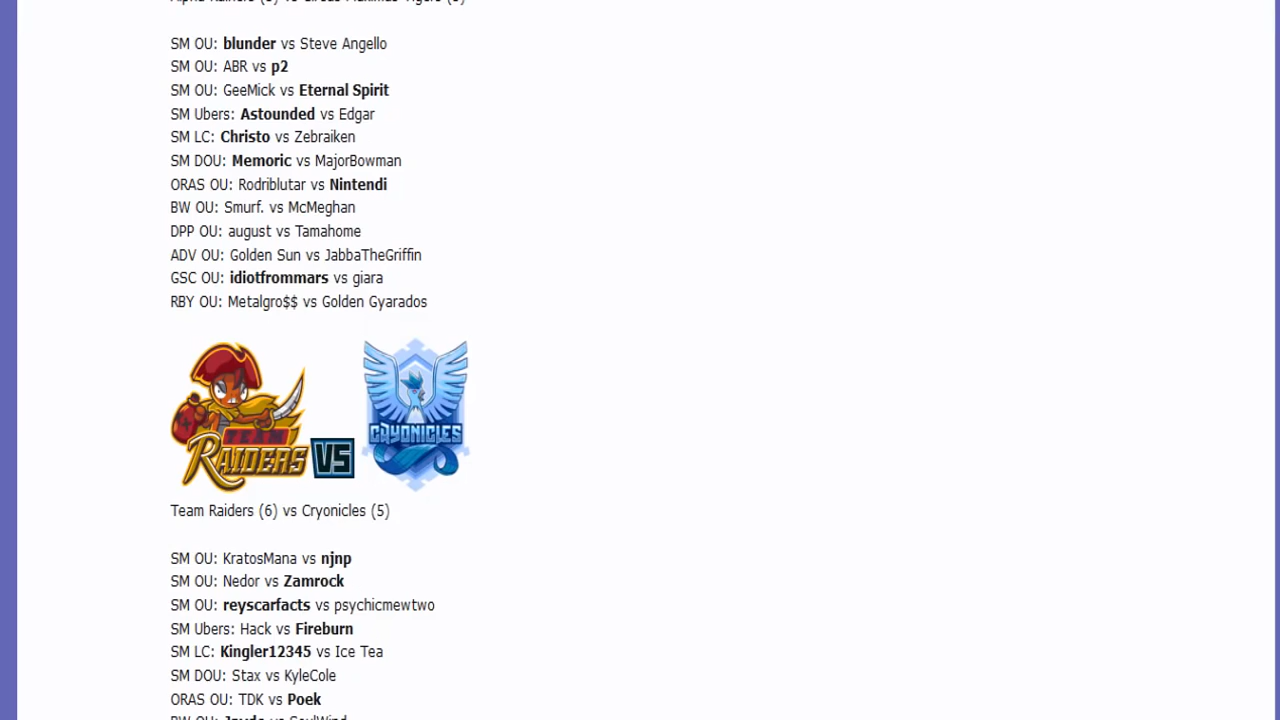 SM OU: blunder vs Steve Angello
SM OU: ABR vs p2
SM OU: GeeMick vs Eternal Spirit
SM Ubers: Astounded vs Edgar
SM LC: Christo vs Zebraiken
SM DOU: Memoric vs MajorBowman
ORAS OU: Rodriblutar vs Nintendi
BW OU: Smurf. vs McMeghan
DPP OU: august vs Tamahome
ADV OU: Golden Sun vs JabbaTheGriffin
GSC OU: idiotfrommars vs giara
RBY OU: Metalgro$$ vs Golden Gyarados
TEAM
RAIDERS
VS
CRYONICLES
Team Raiders (6) vs Cryonicles (5)
SM OU: KratosMana vs njnp
SM OU: Nedor vs Zamrock
SM OU: reyscarfacts vs psychicmewtwo
SM Ubers: Hack vs Fireburn
SM LC: Kingler12345 vs Ice Tea
SM DOU: Stax vs KyleCole
ORAS OU: TDK vs Poek
BW OU: vs SoulWind